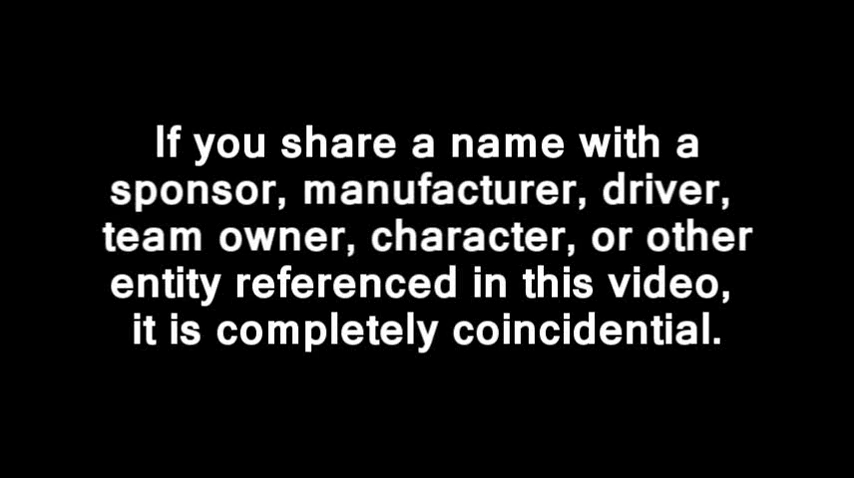 If you share a name with a
sponsor, manufacturer, driver,
team owner, character, or other
entity referenced in this video,
it is completely coincidential.